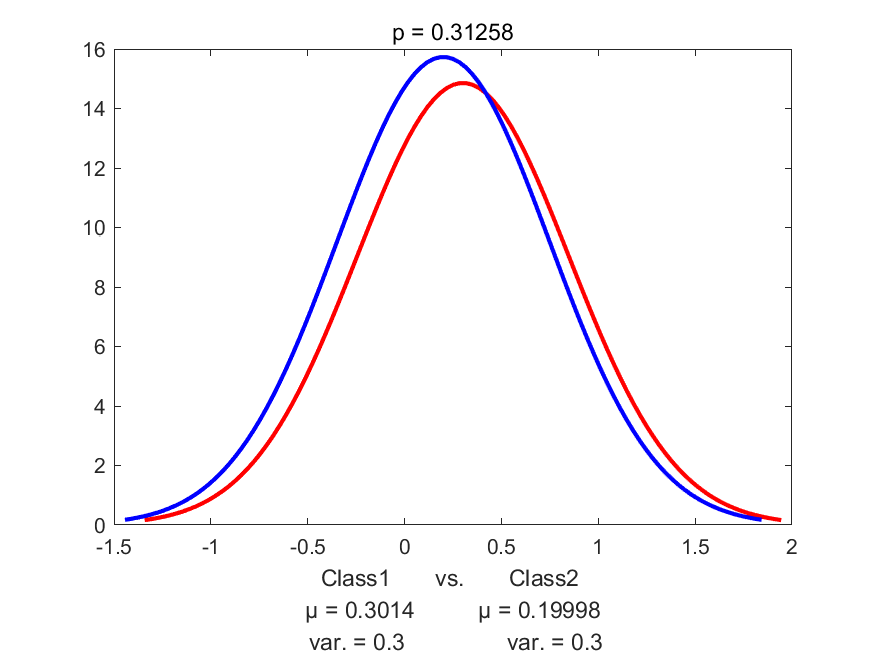 p = 0.31258
16
14
12
10
8
6
4
2
0
-1.5 -1 -0.5 0 0.5 1 1.5 2
Class1 vs. Class2
μ = 0.3014 μ = 0.19998
var. = 0.3 var. = 0.3